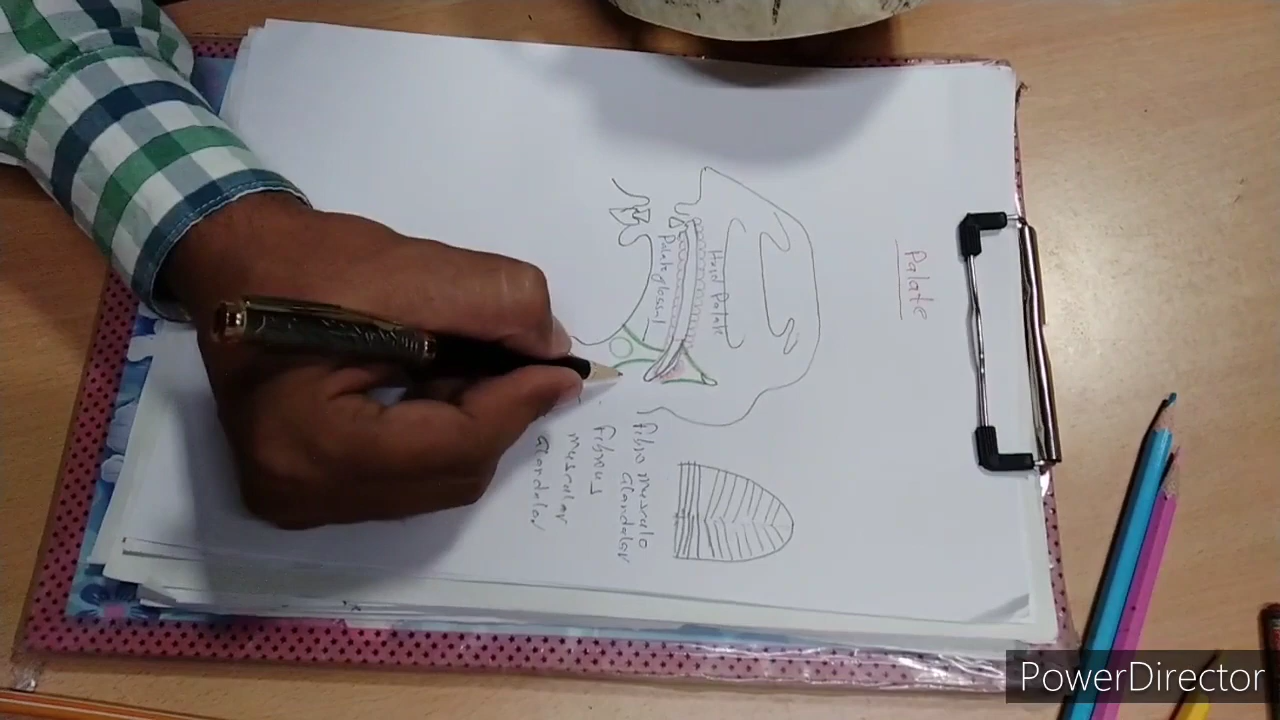 Palate
Hard Palate
Palatoglossal
fibro musculo
Glandular
fibrous
muscular
Glandular
PowerDirector